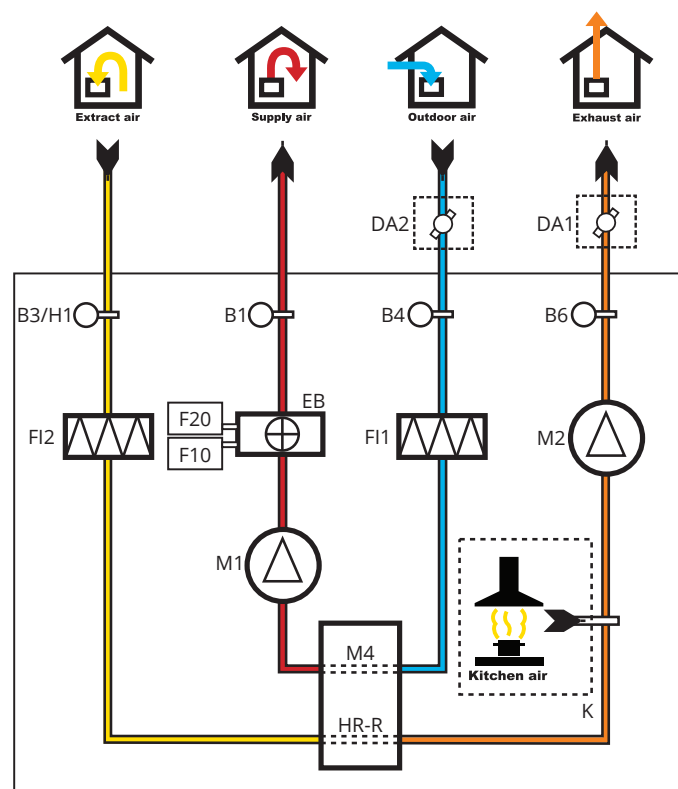 Extract air
Supply air
Outdoor air
Exhaust air
DA2
DA1
B3/H1
B1
B4
B6
EB
F20
FI2
F10
FI1
M2
M1
M4
Kitchen air
K
HR-R